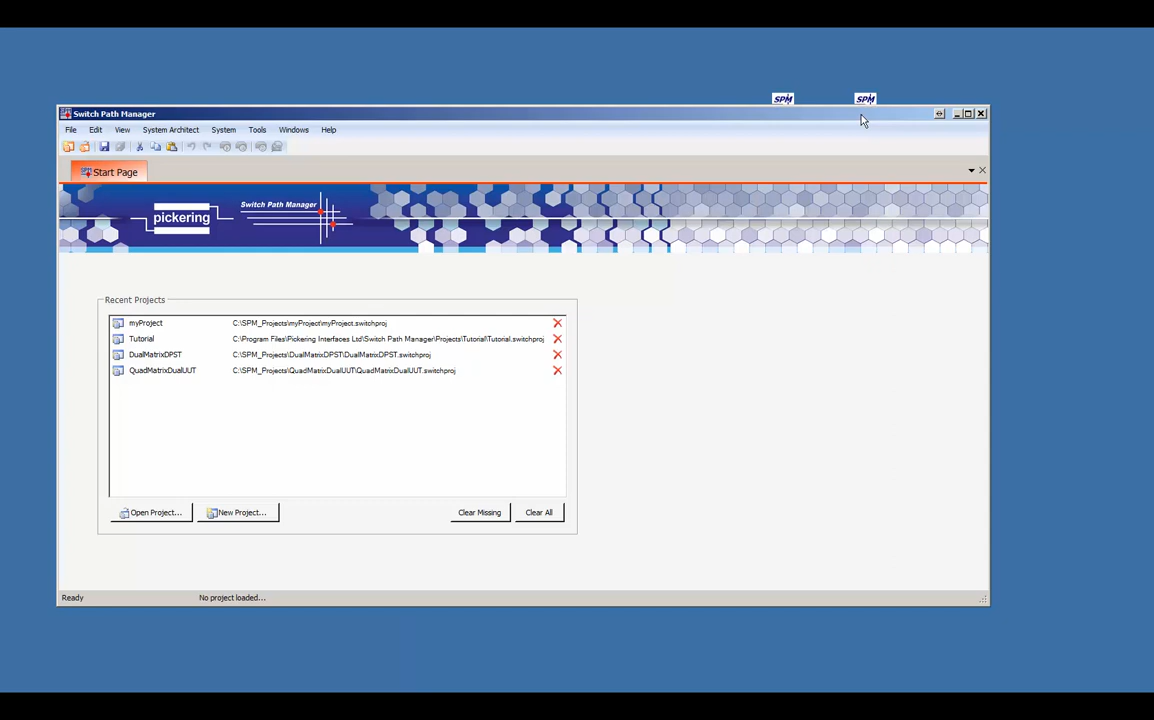 SPM SPM
Switch Path Manager
File Edit View System Architect System Tools Windows Help
Start Page
pickering Switch Path Manager
Recent Projects
myProject C:\SPM_Projects\myProject\myProject.switchproj
Tutorial C:\Program Files\Pickering Interfaces Ltd\Switch Path Manager\Projects\Tutorial\Tutorial.switchproj
DualMatrixDPST C:\SPM_Projects\DualMatrixDPST\DualMatrixDPST.switchproj
QuadMatrixDualUUT C:\SPM_Projects\QuadMatrixDualUUT\QuadMatrixDualUUT.switchproj
Open Project... New Project... Clear Missing Clear All
Ready No project loaded...